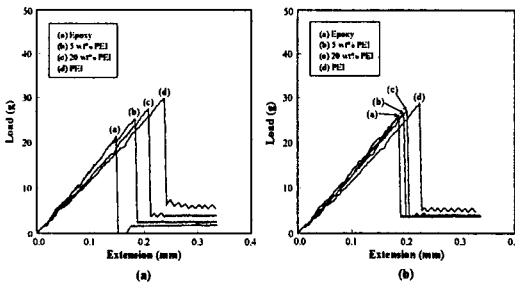 50
(a) Epoxy
(b) 5 wt% PEI
(c) 20 wt% PEI
(d) PEI
40
30
20
10
0
Load (g)
(a)
(b)
(c)
(d)
0.0
0.1
0.2
0.3
0.4
Extension (mm)
(a)
50
(a) Epoxy
(b) 5 wt% PEI
(c) 20 wt% PEI
(d) PEI
40
30
20
10
0
Load (g)
(c)
(b)
(d)
(a)
0.0
0.1
0.2
0.3
0.4
Extension (mm)
(b)